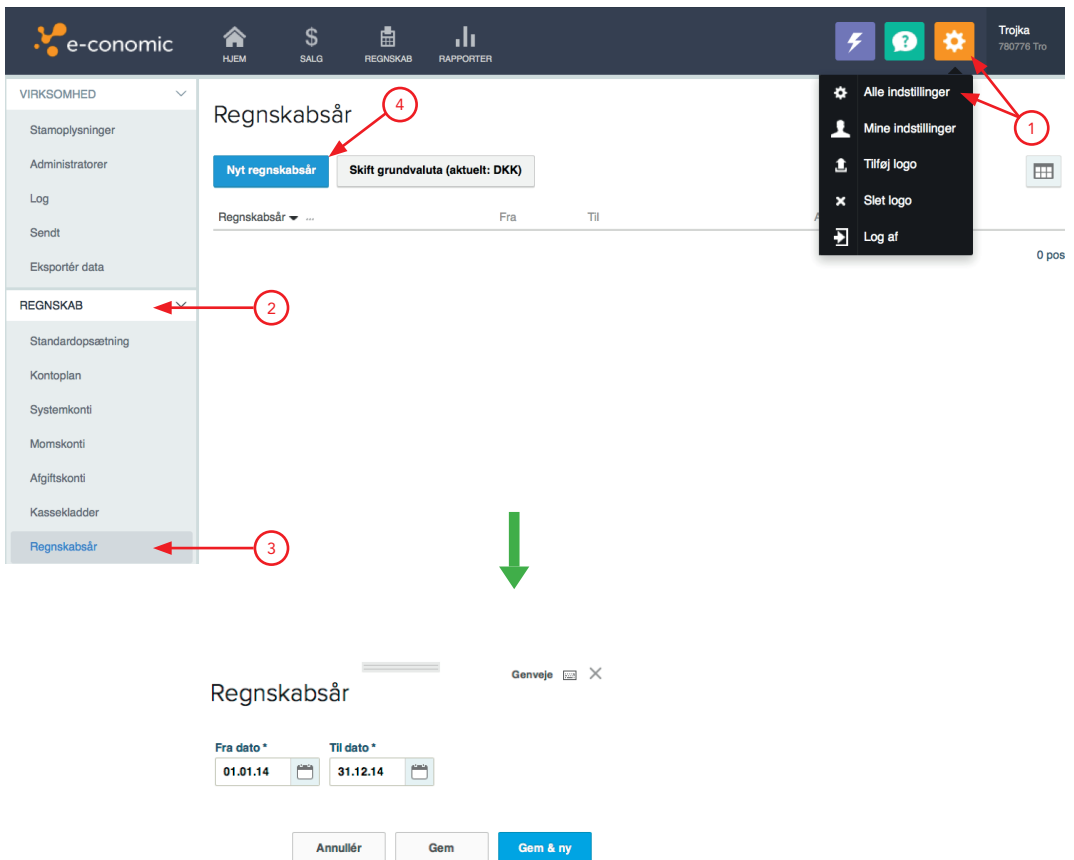 e-conomic
HJEM
$
SALG
REGNSKAB
RAPPORTER
?
Trojka
780776 Tro
VIRKSOMHED
Stamoplysninger
Administratorer
Log
Sendt
Eksportér data
REGNSKAB
Standardopsætning
Kontoplan
Systemkonti
Momskonti
Afgiftskonti
Kassekladder
Regnskabsår
Regnskabsår
Nyt regnskabsår
Skift grundvaluta (aktuelt: DKK)
Regnskabsår ...
Fra
Til
Alle indstillinger
Mine indstillinger
Tilføj logo
Slet logo
Log af
0 pos
1
2
3
4
Genveje
Regnskabsår
Fra dato *
Til dato *
01.01.14
31.12.14
Annullér
Gem
Gem & ny